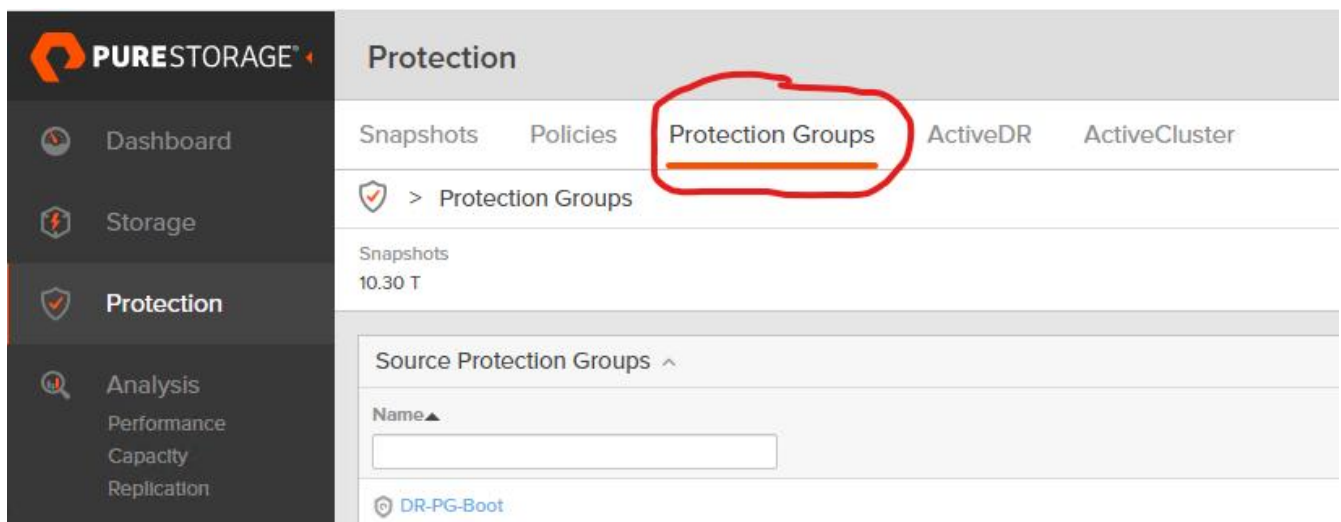 PURESTORAGE®
Dashboard
Storage
Protection
Analysis
Performance
Capacity
Replication
Protection
Snapshots Policies Protection Groups ActiveDR ActiveCluster
> Protection Groups
Snapshots
10.30 T
Source Protection Groups
Name
DR-PG-Boot